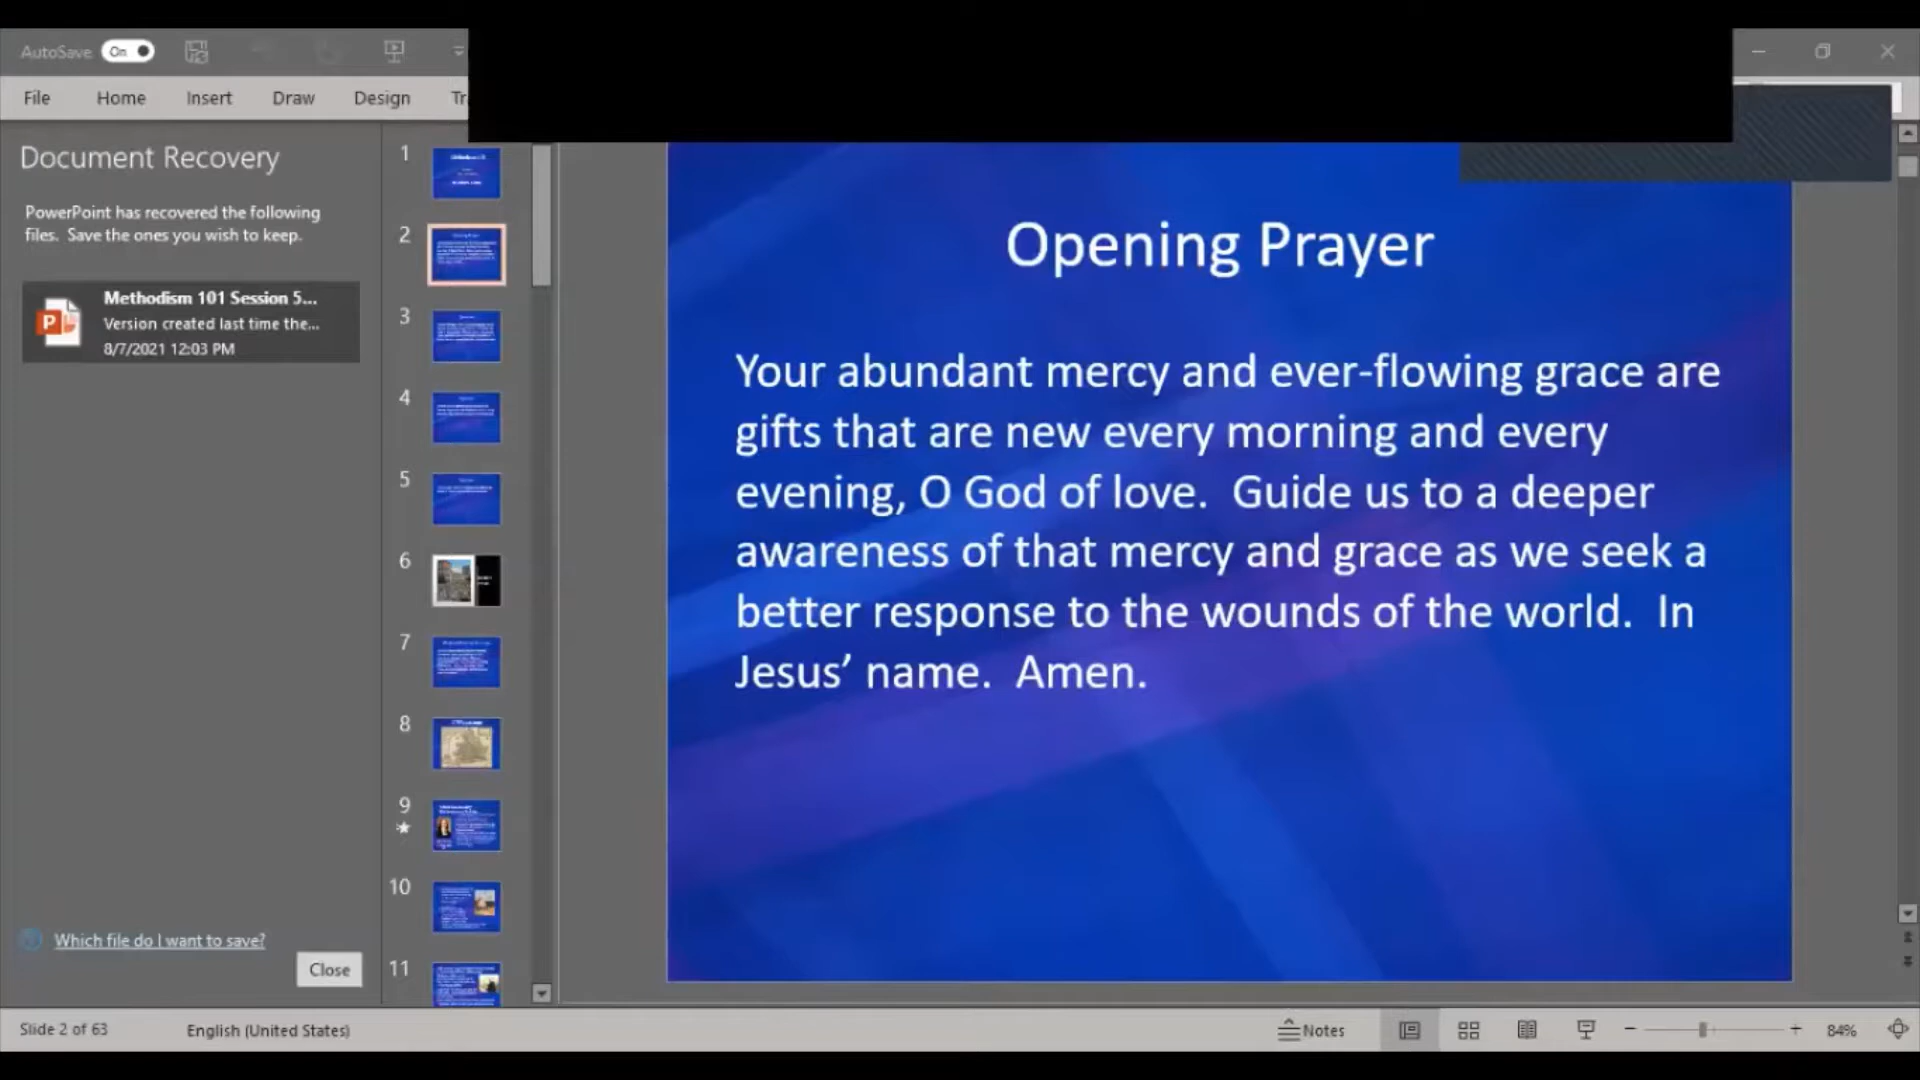 AutoSave On
File Home Insert Draw Design
Document Recovery
PowerPoint has recovered the following
files. Save the ones you wish to keep.
Methodism 101 Session 5...
Version created last time the...
8/7/2021 12:03 PM
Which file do I want to save?
Close
1
2
3
4
5
6
7
8
9
10
11
Opening Prayer
Your abundant mercy and ever-flowing grace are
gifts that are new every morning and every
evening, O God of love.  Guide us to a deeper
awareness of that mercy and grace as we seek a
better response to the wounds of the world.  In
Jesus’ name.  Amen.
Slide 2 of 63 English (United States) Notes 84%